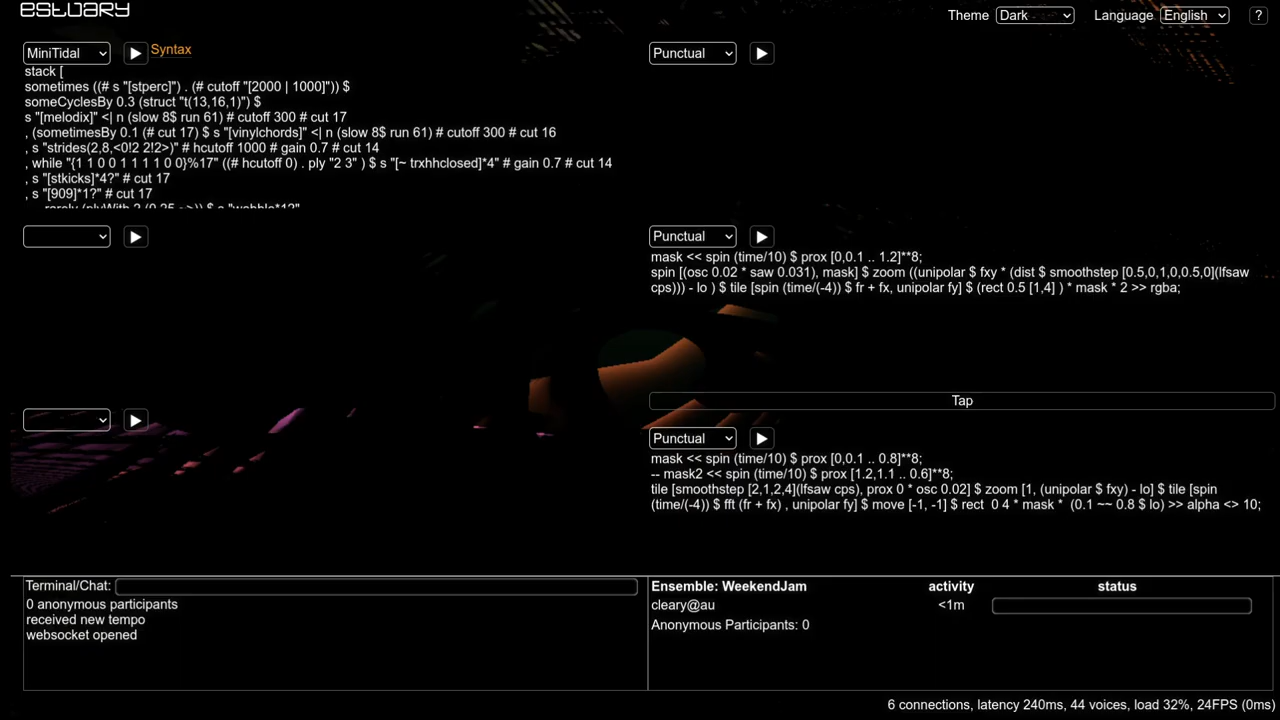 estuary
Theme Dark Language English ?
MiniTidal Syntax
stack [
sometimes ((# s "[stperc]") . (# cutoff "[2000 | 1000]")) $
someCyclesBy 0.3 (struct "t(13,16,1)") $
s "[melodix]" <| n (slow 8$ run 61) # cutoff 300 # cut 17
, (sometimesBy 0.1 (# cut 17) $ s "[vinylchords]" <| n (slow 8$ run 61) # cutoff 300 # cut 16
, s "strides(2,8,<0!2 2!2>)" # hcutoff 1000 # gain 0.7 # cut 14
, while "{1 1 0 0 1 1 1 1 0 0}%17" ((# hcutoff 0) . ply "2 3" ) $ s "[~ trxhhclosed]*4" # gain 0.7 # cut 14
, s "[stkicks]*4?" # cut 17
, s "[909]*1?" # cut 17
Punctual
Punctual
mask << spin (time/10) $ prox [0,0.1 .. 1.2]**8;
spin [(osc 0.02 * saw 0.031), mask] $ zoom ((unipolar $ fxy * (dist $ smoothstep [0.5,0,1,0,0.5,0](lfsaw
cps))) - lo ) $ tile [spin (time/(-4)) $ fr + fx, unipolar fy] $ (rect 0.5 [1,4] ) * mask * 2 >> rgba;
Tap
Punctual
mask << spin (time/10) $ prox [0,0.1 .. 0.8]**8;
-- mask2 << spin (time/10) $ prox [1.2,1.1 .. 0.6]**8;
tile [smoothstep [2,1,2,4](lfsaw cps), prox 0 * osc 0.02] $ zoom [1, (unipolar $ fxy) - lo] $ tile [spin
(time/(-4)) $ fft (fr + fx) , unipolar fy] $ move [-1, -1] $ rect  0 4 * mask *  (0.1 ~~ 0.8 $ lo) >> alpha <> 10;
Terminal/Chat:
0 anonymous participants
received new tempo
websocket opened
Ensemble: WeekendJam activity status
cleary@au <1m
Anonymous Participants: 0
6 connections, latency 240ms, 44 voices, load 32%, 24FPS (0ms)